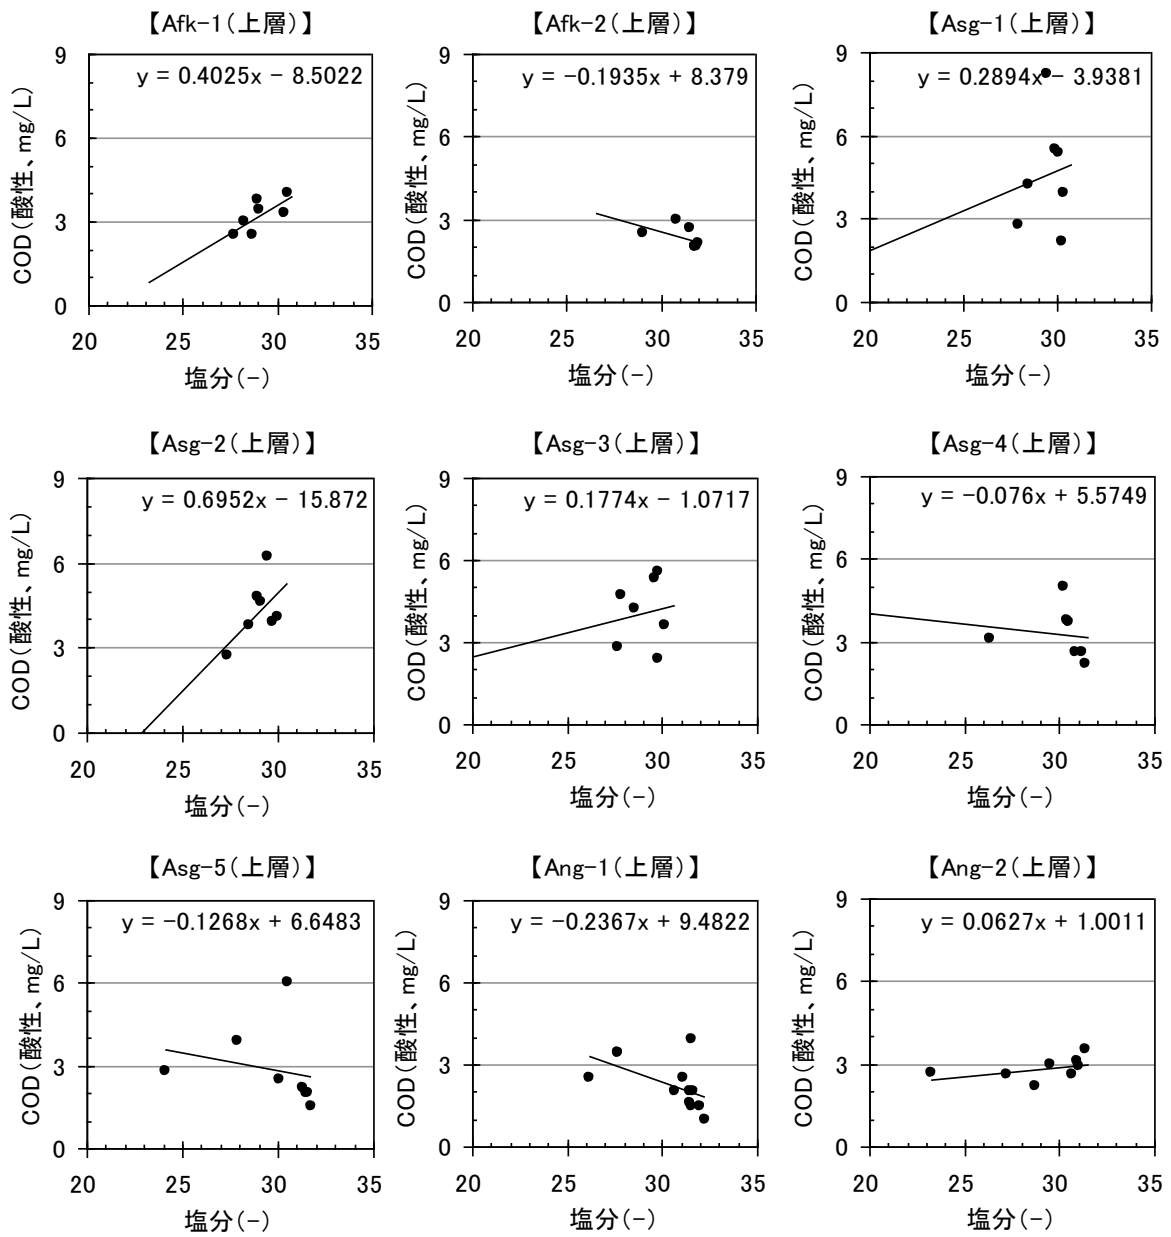 【Afk-1(上層)】
y = 0.4025x - 8.5022
COD(酸性、mg/L)
9
6
3
0
20 25 30 35
塩分(-)
【Afk-2(上層)】
y = -0.1935x + 8.379
COD(酸性、mg/L)
9
6
3
0
20 25 30 35
塩分(-)
【Asg-1(上層)】
y = 0.2894x - 3.9381
COD(酸性、mg/L)
9
6
3
0
20 25 30 35
塩分(-)
【Asg-2(上層)】
y = 0.6952x - 15.872
COD(酸性、mg/L)
9
6
3
0
20 25 30 35
塩分(-)
【Asg-3(上層)】
y = 0.1774x - 1.0717
COD(酸性、mg/L)
9
6
3
0
20 25 30 35
塩分(-)
【Asg-4(上層)】
y = -0.076x + 5.5749
COD(酸性、mg/L)
9
6
3
0
20 25 30 35
塩分(-)
【Asg-5(上層)】
y = -0.1268x + 6.6483
COD(酸性、mg/L)
9
6
3
0
20 25 30 35
塩分(-)
【Ang-1(上層)】
y = -0.2367x + 9.4822
COD(酸性、mg/L)
9
6
3
0
20 25 30 35
塩分(-)
【Ang-2(上層)】
y = 0.0627x + 1.0011
COD(酸性、mg/L)
9
6
3
0
20 25 30 35
塩分(-)